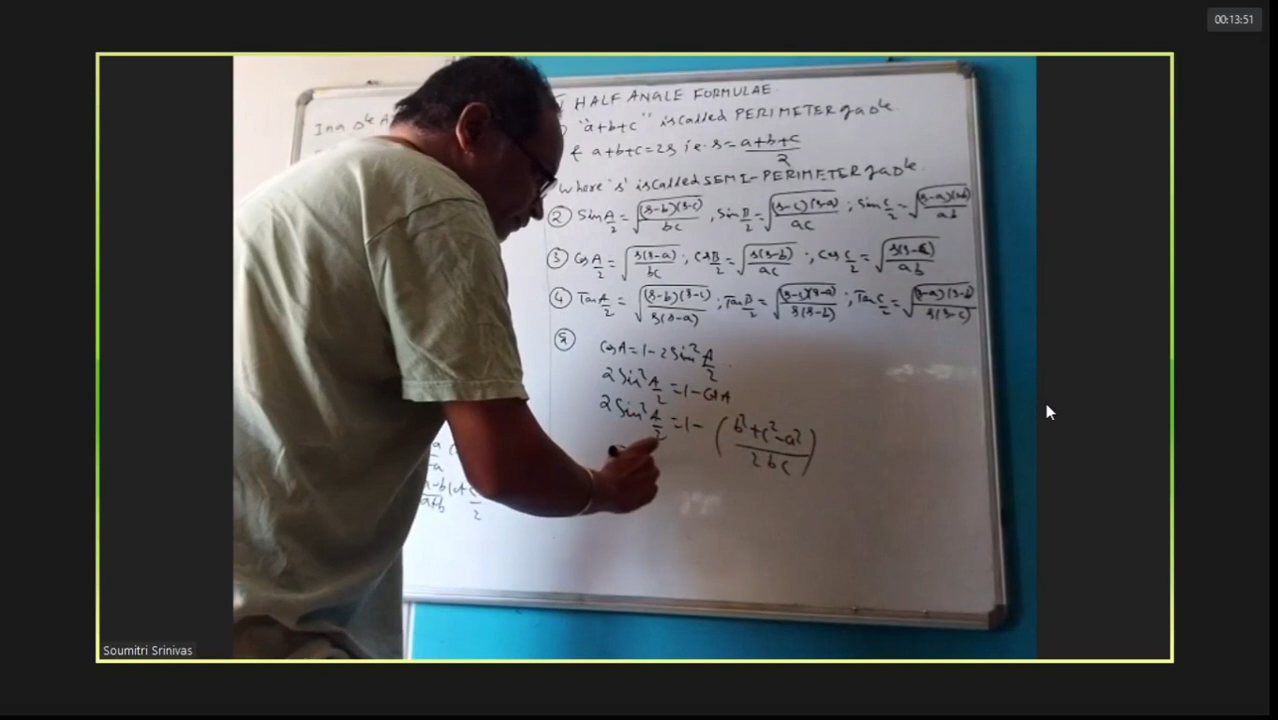 00:13:51
HALF ANGLE FORMULAE
In a Δle
"a+b+c" is called PERIMETER of a Δle.
& a+b+c=2s i.e. s=(a+b+c)/2
where 's' is called SEMI-PERIMETER of a Δle.
② Sin A/2 = √((s-b)(s-c)/bc), Sin B/2 = √((s-c)(s-a)/ac); Sin C/2 = √((s-a)(s-b)/ab)
③ Cos A/2 = √(s(s-a)/bc); Cos B/2 = √(s(s-b)/ac); Cos C/2 = √(s(s-c)/ab)
④ Tan A/2 = √((s-b)(s-c)/s(s-a)); Tan B/2 = √((s-c)(s-a)/s(s-b)); Tan C/2 = √((s-a)(s-b)/s(s-c))
⑤ Cos A = 1-2 Sin² A/2
2 Sin² A/2 = 1-Cos A
2 Sin² A/2 = 1-((b²+c²-a²)/2bc)
a-b
a+b
2
Soumitri Srinivas